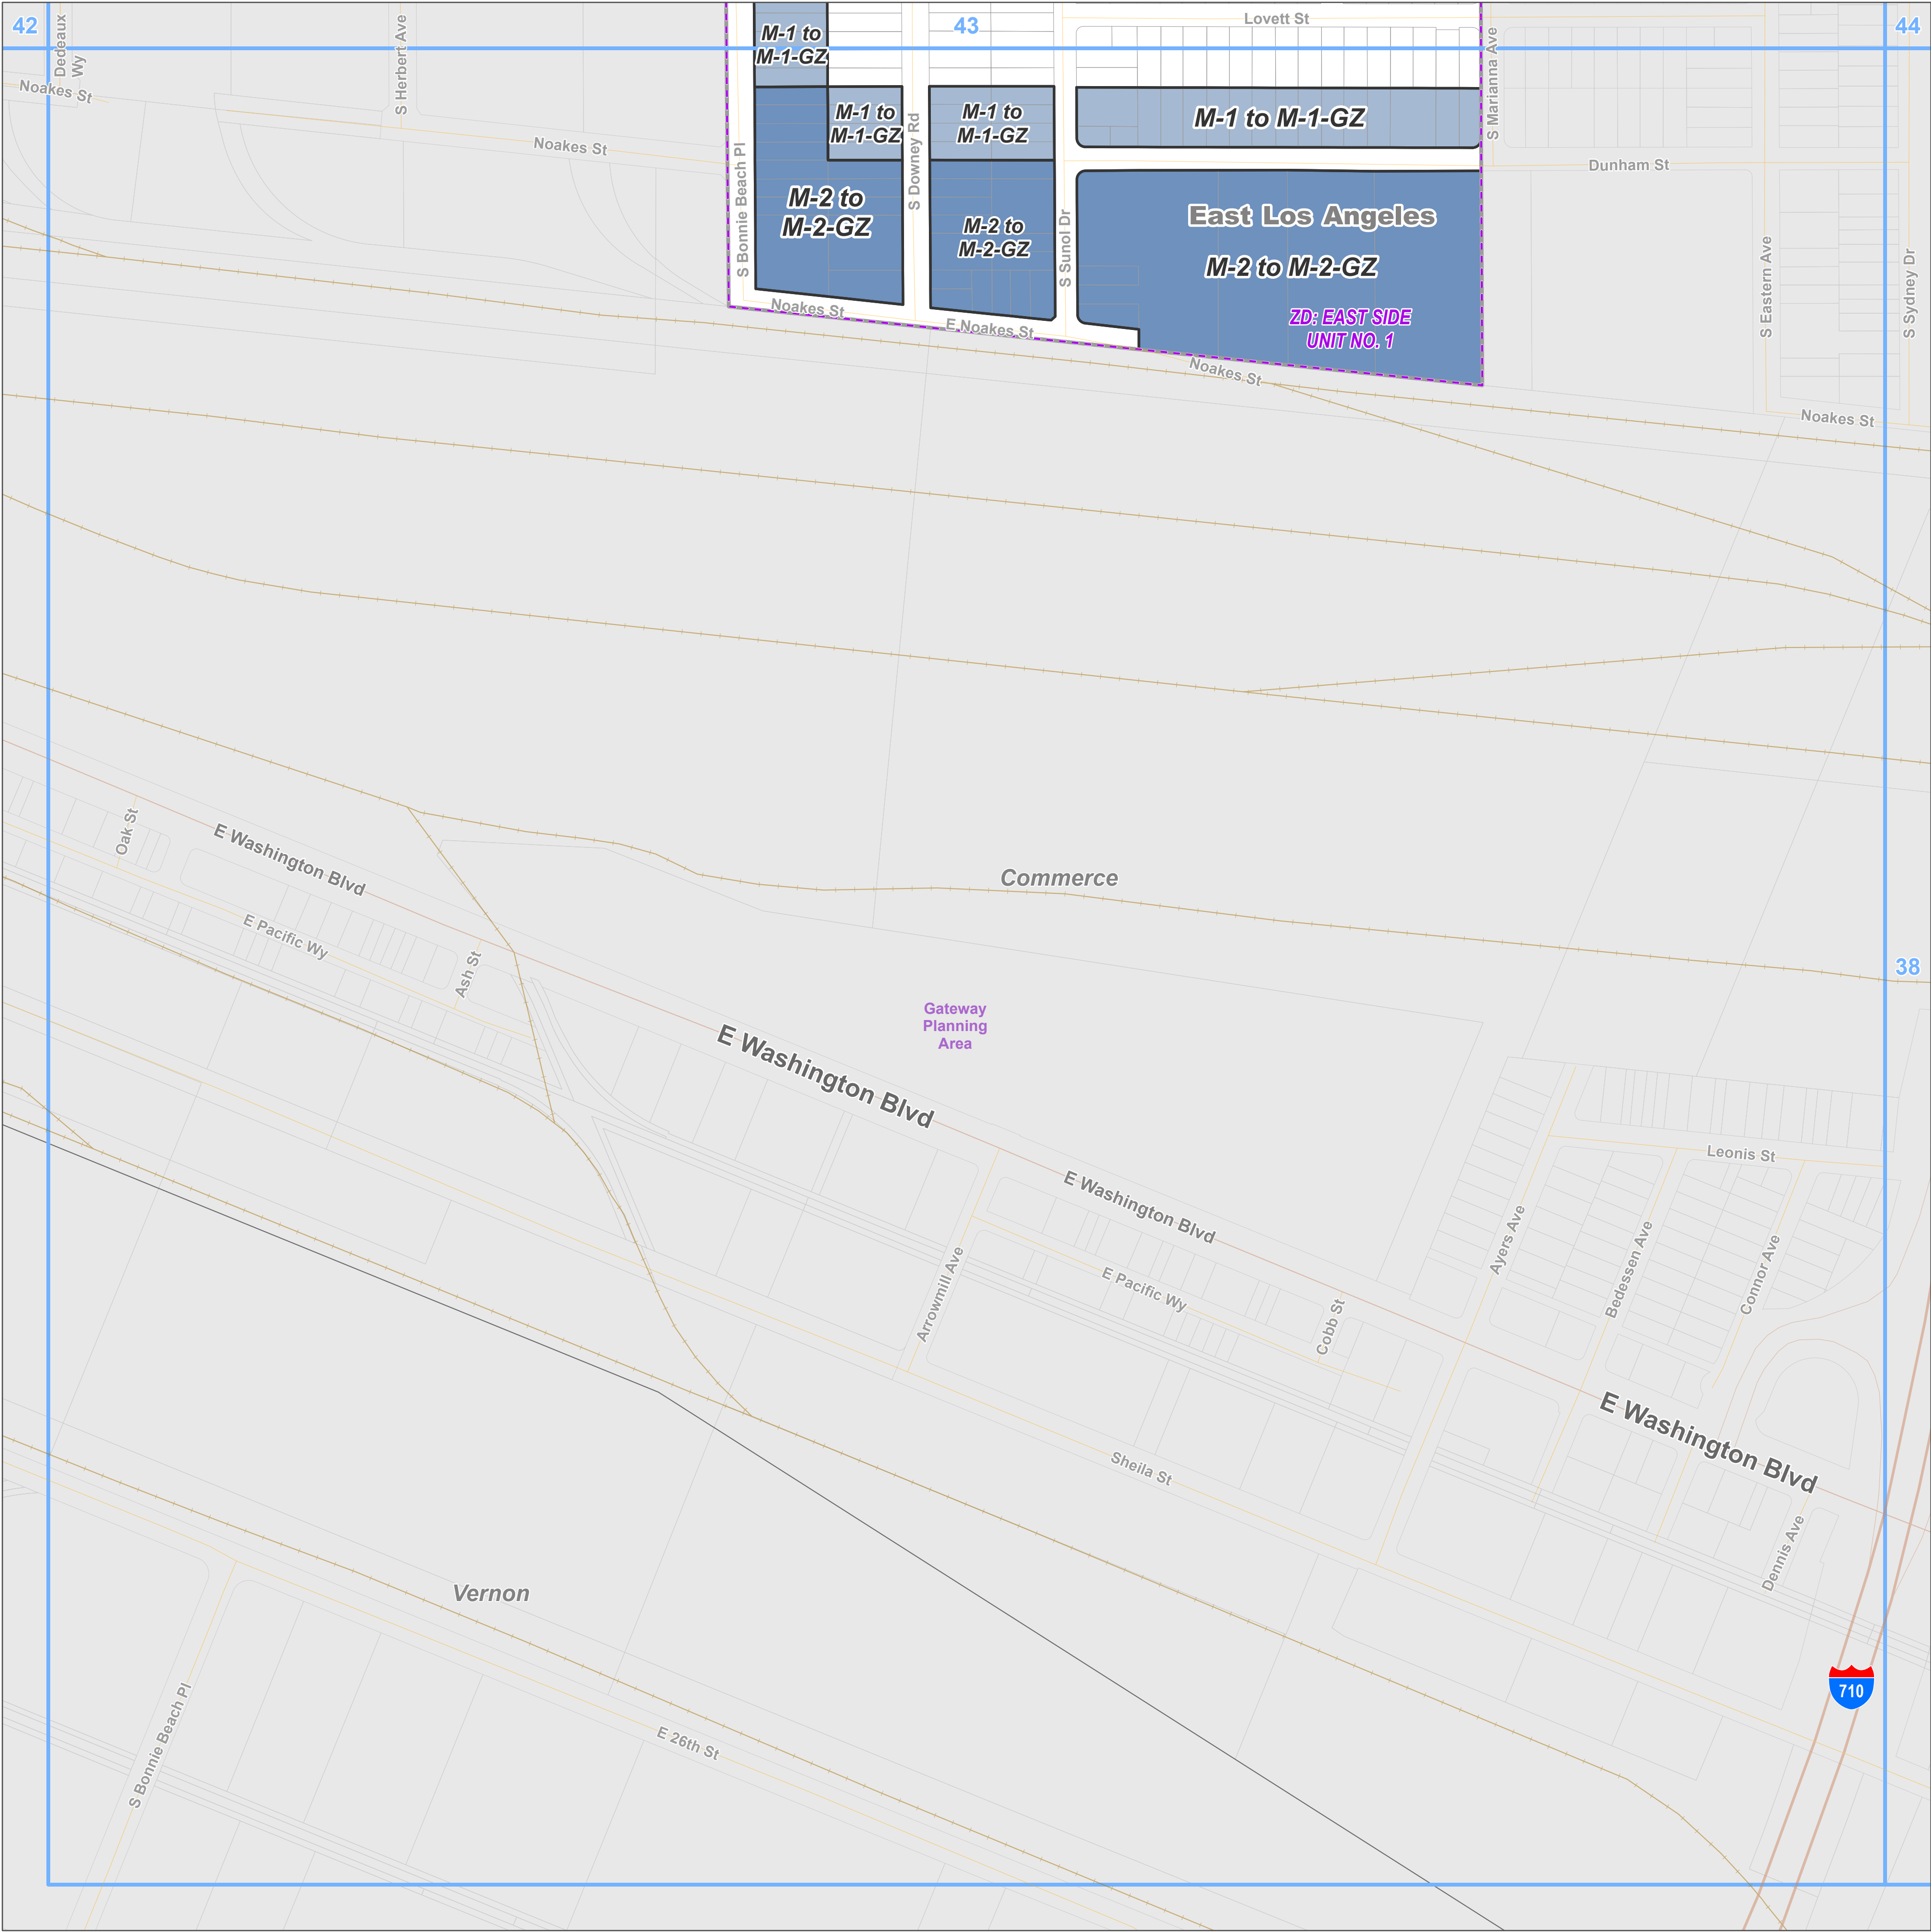 42
43
44
Dedeaux
Wy
S Herbert Ave
Lovett St
S Marianna Ave
M-1 to
M-1-GZ
Noakes St
Noakes St
M-1 to
M-1-GZ
M-1 to
M-1-GZ
M-1 to M-1-GZ
S Downey Rd
S Bonnie Beach Pl
Dunham St
M-2 to
M-2-GZ
M-2 to
M-2-GZ
S Sunol Dr
East Los Angeles
M-2 to M-2-GZ
ZD: EAST SIDE
UNIT NO. 1
S Eastern Ave
S Sydney Dr
Noakes St
E Noakes St
Noakes St
Noakes St
Oak St
E Washington Blvd
E Pacific Wy
Ash St
Commerce
38
Gateway
Planning
Area
E Washington Blvd
E Washington Blvd
Leonis St
Arrowmill Ave
E Pacific Wy
Cobb St
Ayers Ave
Bedessen Ave
Connor Ave
E Washington Blvd
Sheila St
Dennis Ave
Vernon
710
S Bonnie Beach Pl
E 26th St